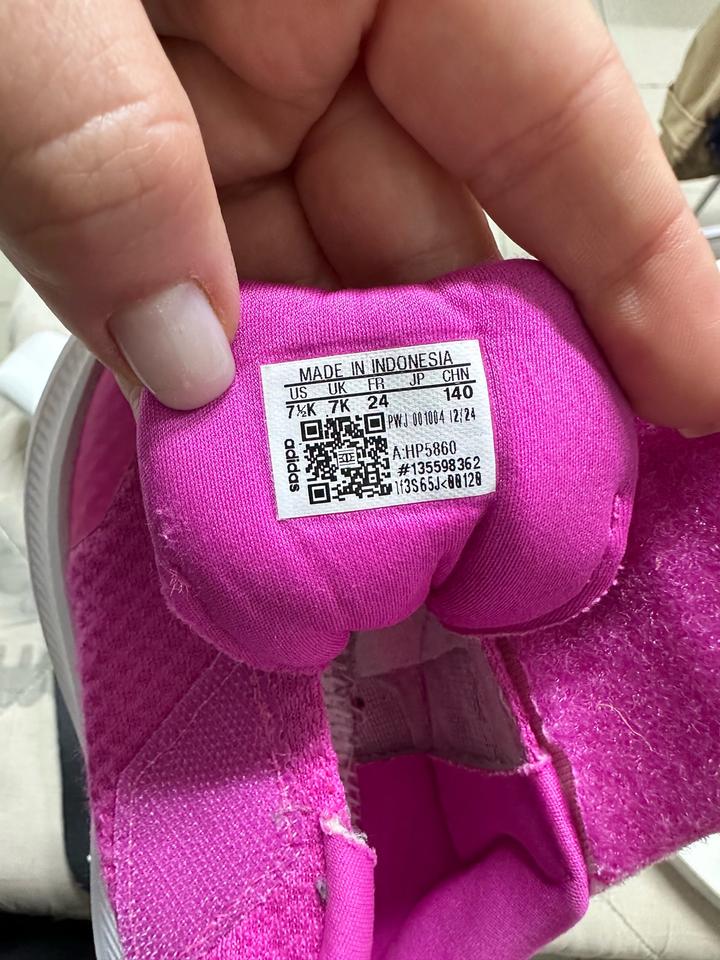 MADE IN INDONESIA
US UK FR JP CHN
7½K 7K 24 140
PWJ 001004 12/24
adidas
A:HP5860
#135598362
1f3S65J<00120